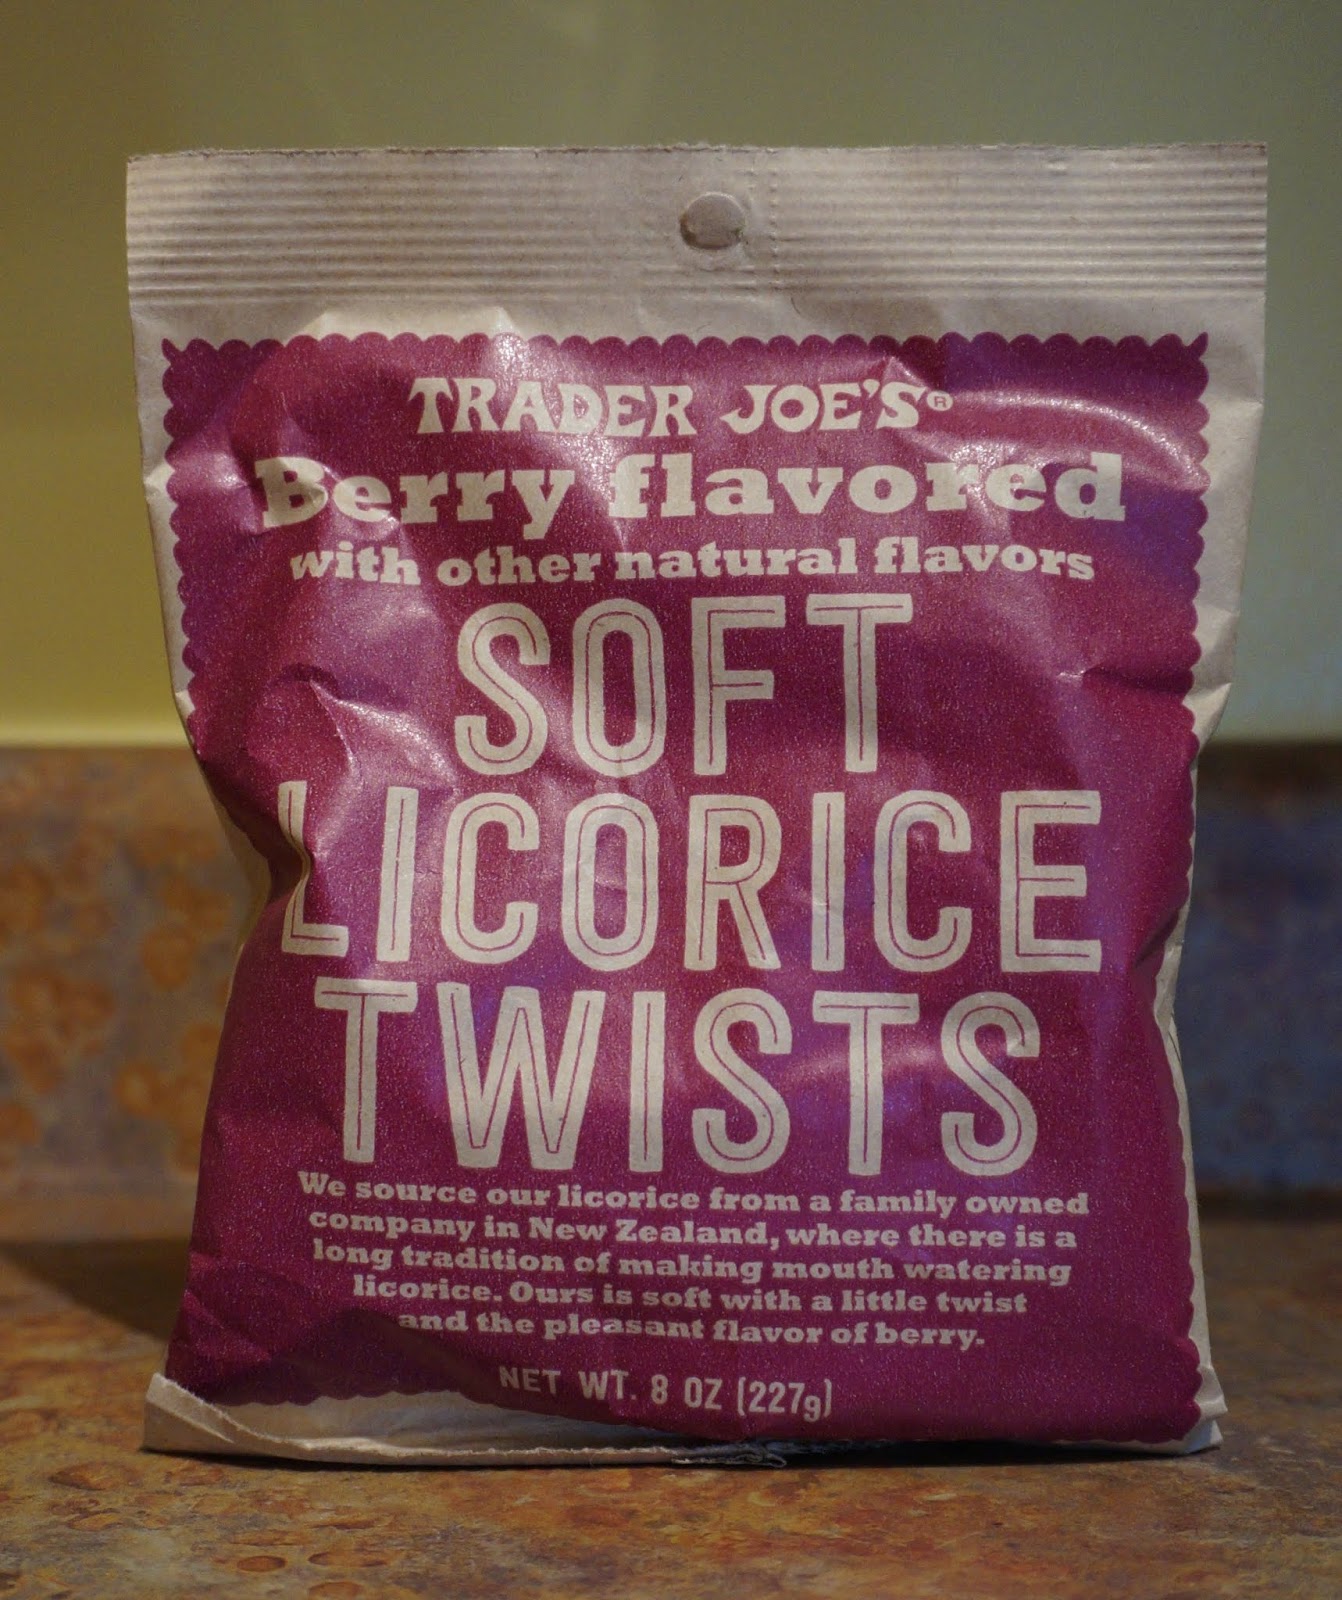 TRADER JOE'S®
Berry flavored
with other natural flavors
SOFT
LICORICE
TWISTS
We source our licorice from a family owned
company in New Zealand, where there is a
long tradition of making mouth watering
licorice. Ours is soft with a little twist
and the pleasant flavor of berry.
NET WT. 8 OZ (227g)